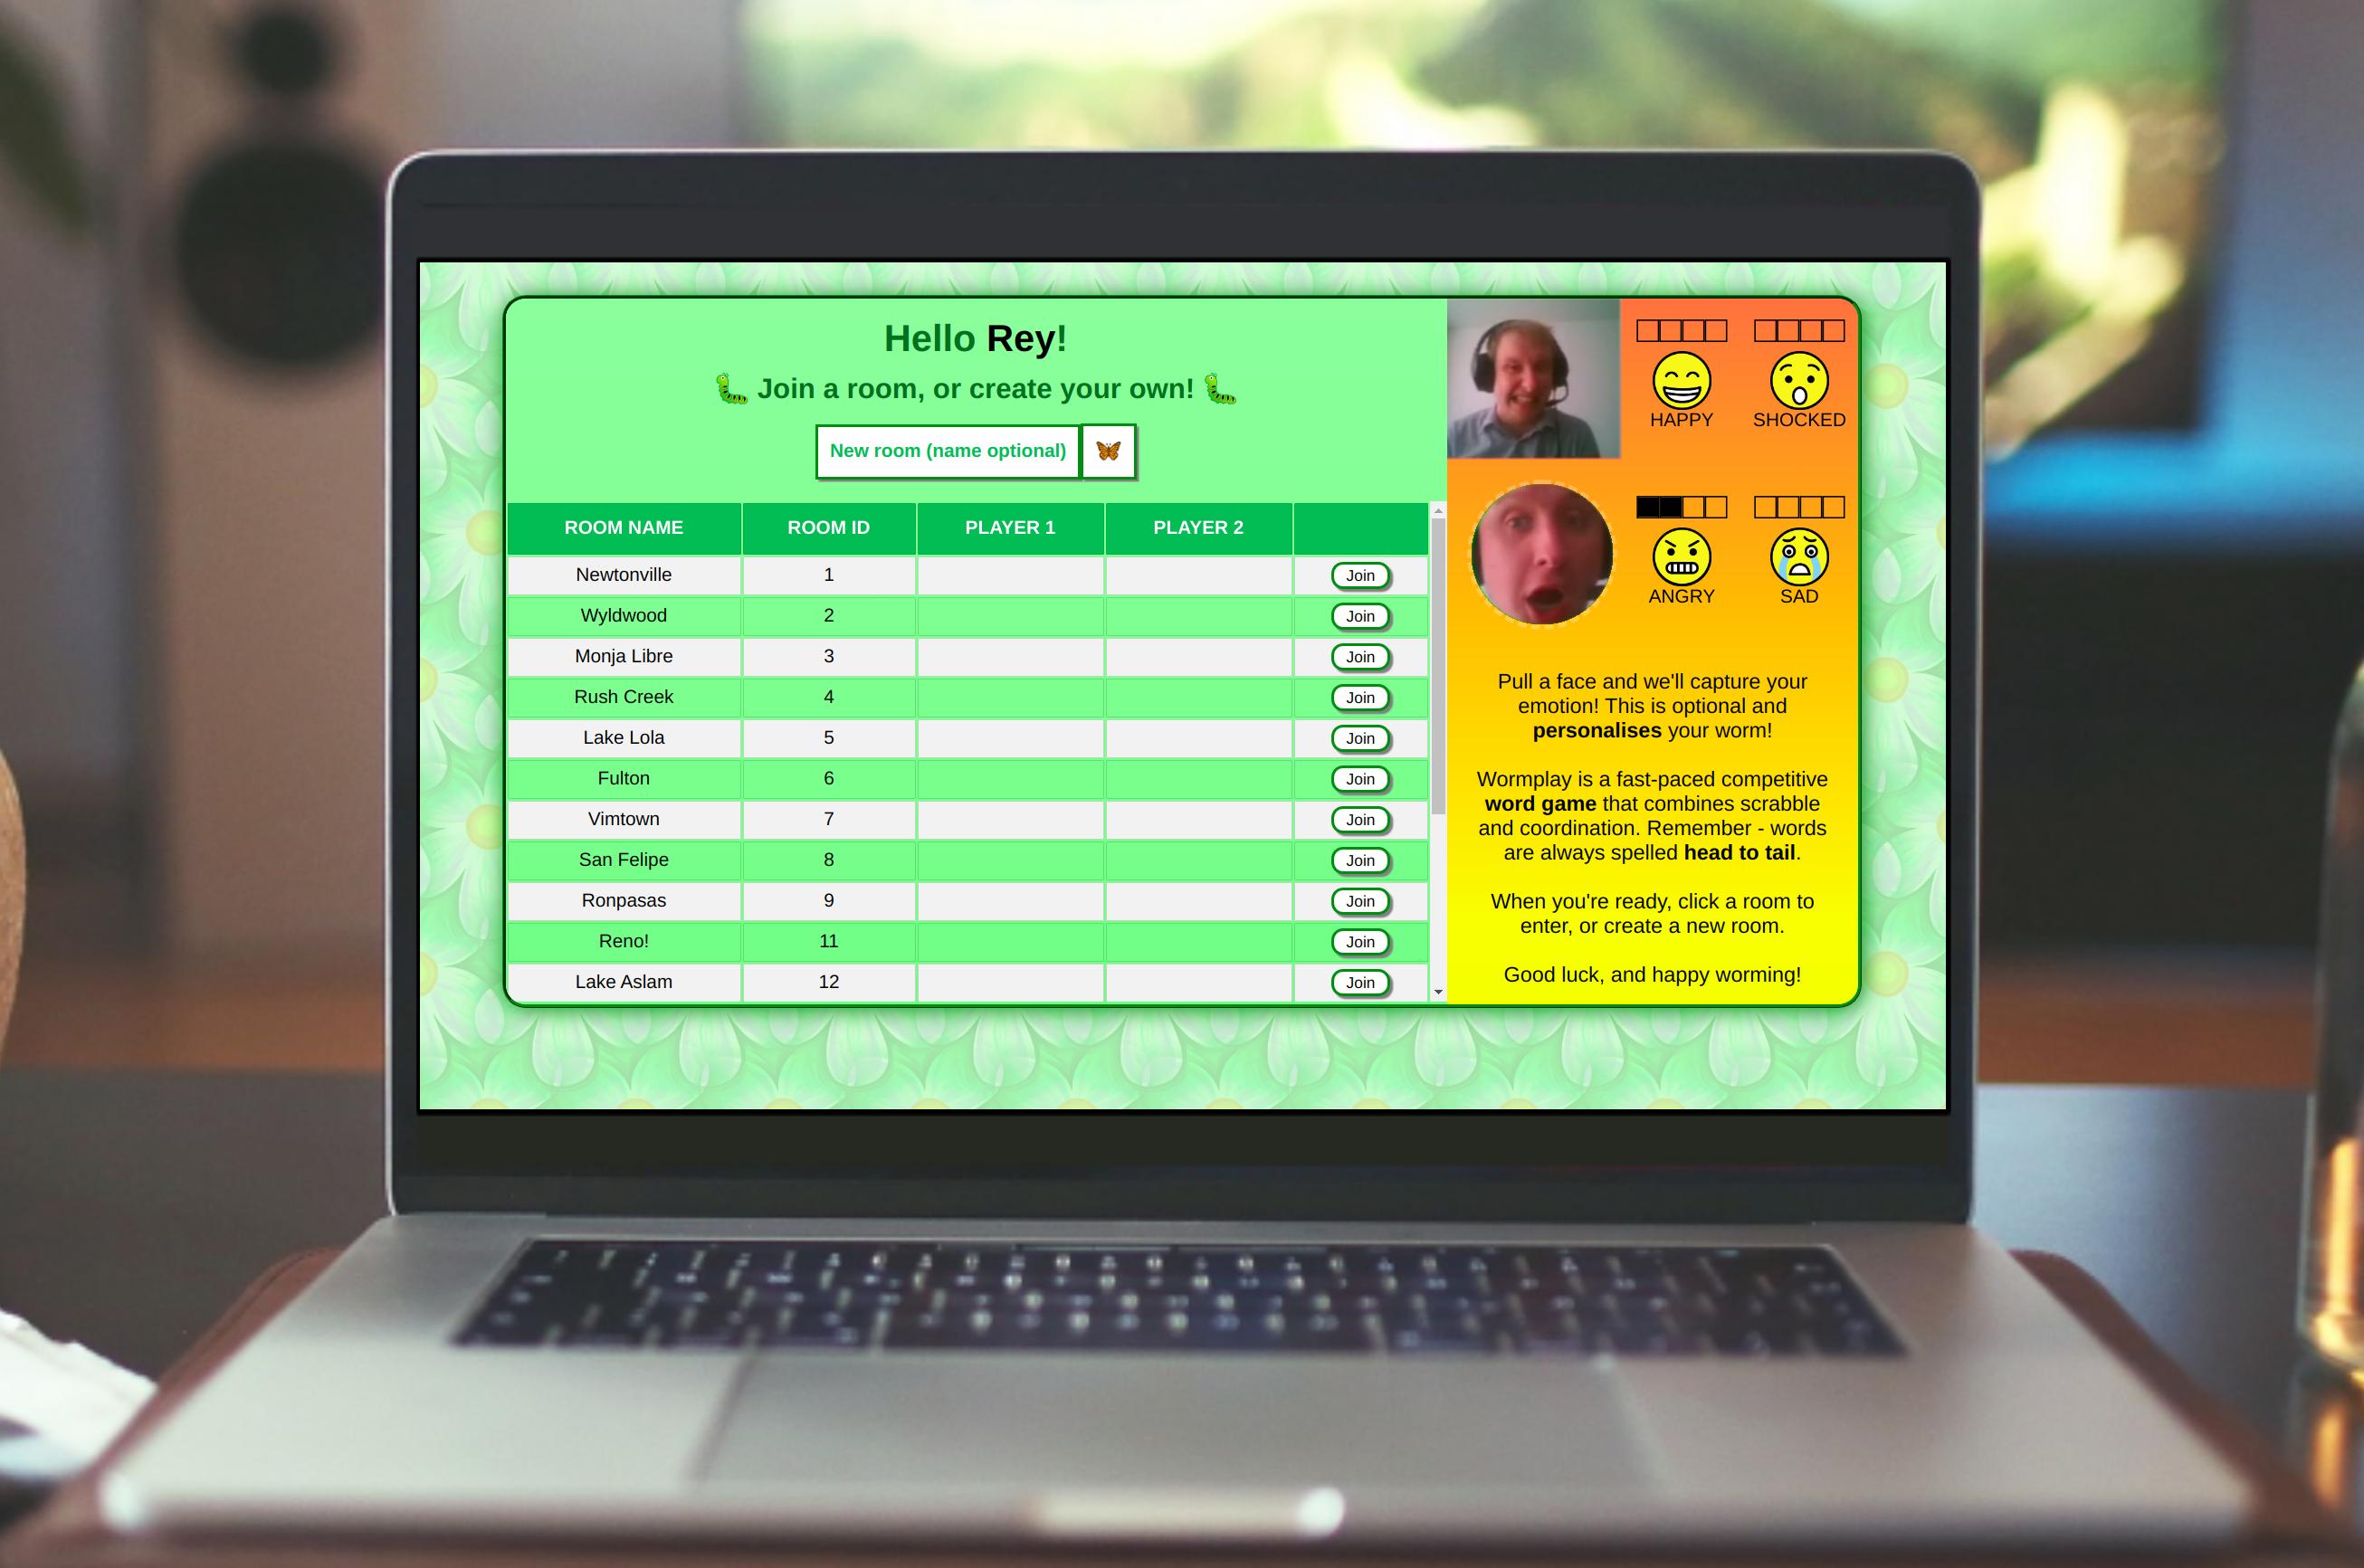 Hello Rey!
Join a room, or create your own!
New room (name optional)
ROOM NAME ROOM ID PLAYER 1 PLAYER 2
Newtonville 1 Join
Wyldwood 2 Join
Monja Libre 3 Join
Rush Creek 4 Join
Lake Lola 5 Join
Fulton 6 Join
Vimtown 7 Join
San Felipe 8 Join
Ronpasas 9 Join
Reno! 11 Join
Lake Aslam 12 Join
HAPPY SHOCKED
ANGRY SAD
Pull a face and we'll capture your
emotion! This is optional and
personalises your worm!
Wormplay is a fast-paced competitive
word game that combines scrabble
and coordination. Remember - words
are always spelled head to tail.
When you're ready, click a room to
enter, or create a new room.
Good luck, and happy worming!